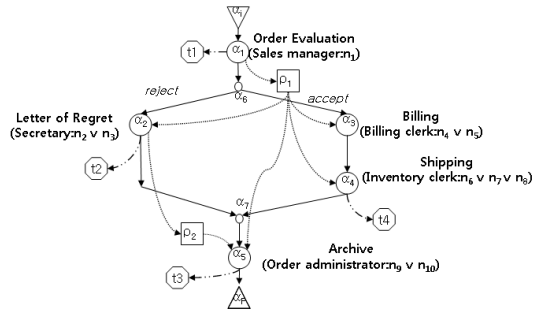 αi
Order Evaluation
(Sales manager:n1)
t1
α1
ρ1
reject
α6
accept
Letter of Regret
(Secretary:n2 v n3)
α2
α3
Billing
(Billing clerk:n4 v n5)
Shipping
(Inventory clerk:n6 v n7 v n8)
t2
α4
α7
t4
ρ2
α5
Archive
(Order administrator:n9 v n10)
t3
αF